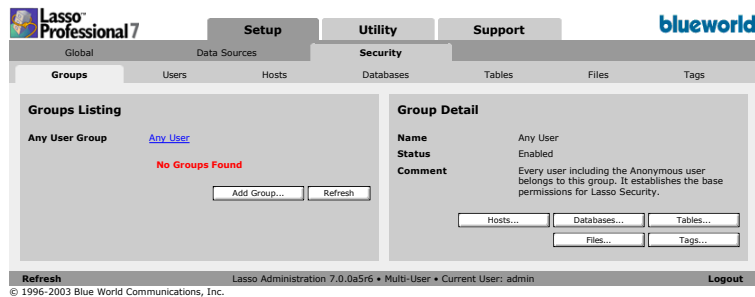 Lasso™
Professional 7
Setup Utility Support
blueworld
Global Data Sources Security
Groups Users Hosts Databases Tables Files Tags
Groups Listing
Any User Group Any User
No Groups Found
Add Group... Refresh
Group Detail
Name Any User
Status Enabled
Comment Every user including the Anonymous user
belongs to this group. It establishes the base
permissions for Lasso Security.
Hosts... Databases... Tables...
Files... Tags...
Refresh Lasso Administration 7.0.0a5r6 • Multi-User • Current User: admin Logout
© 1996-2003 Blue World Communications, Inc.